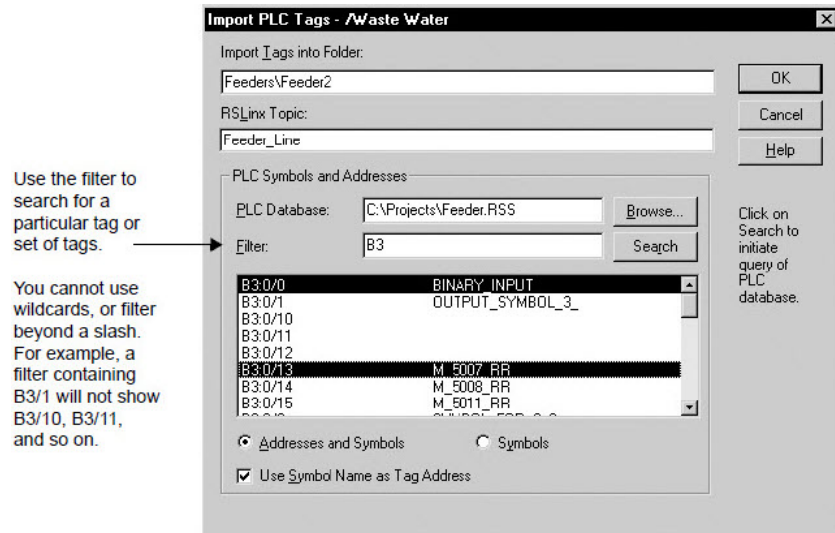 Import PLC Tags - /Waste Water
Import Tags into Folder:
Feeders\Feeder2
OK
RSLinx Topic:
Cancel
Feeder_Line
Help
Use the filter to
search for a
particular tag or
set of tags.
You cannot use
wildcards, or filter
beyond a slash.
For example, a
filter containing
B3/1 will not show
B3/10, B3/11,
and so on.
PLC Symbols and Addresses
PLC Database:
C:\Projects\Feeder.RSS
Browse...
Filter:
B3
Search
Click on
Search to
initiate
query of
PLC
database.
B3:0/0 BINARY_INPUT
B3:0/1 OUTPUT_SYMBOL_3_
B3:0/10
B3:0/11
B3:0/12
B3:0/13 M_5007_RR
B3:0/14 M_5008_RR
B3:0/15 M_5011_RR
Addresses and Symbols
Symbols
Use Symbol Name as Tag Address